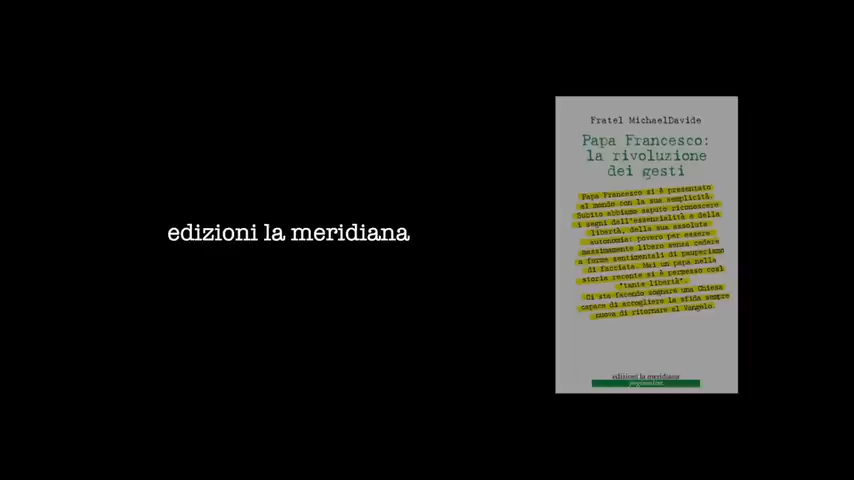 edizioni la meridiana
Fratel MichaelDavide
Papa Francesco:
la rivoluzione
dei gesti
Papa Francesco si è presentato
al mondo con la sua semplicità.
Subito abbiamo saputo riconoscere
i segni dell'essenzialità e della
libertà, della sua assoluta
autonomia: povero per essere
massimamente libero senza cedere
a forme sentimentali di pauperismo
di facciata. Mai un papa nella
storia recente si è permesso così
"tante libertà".
Ci sta facendo sognare una Chiesa
capace di accogliere la sfida sempre
nuova di ritornare al Vangelo.
edizioni la meridiana